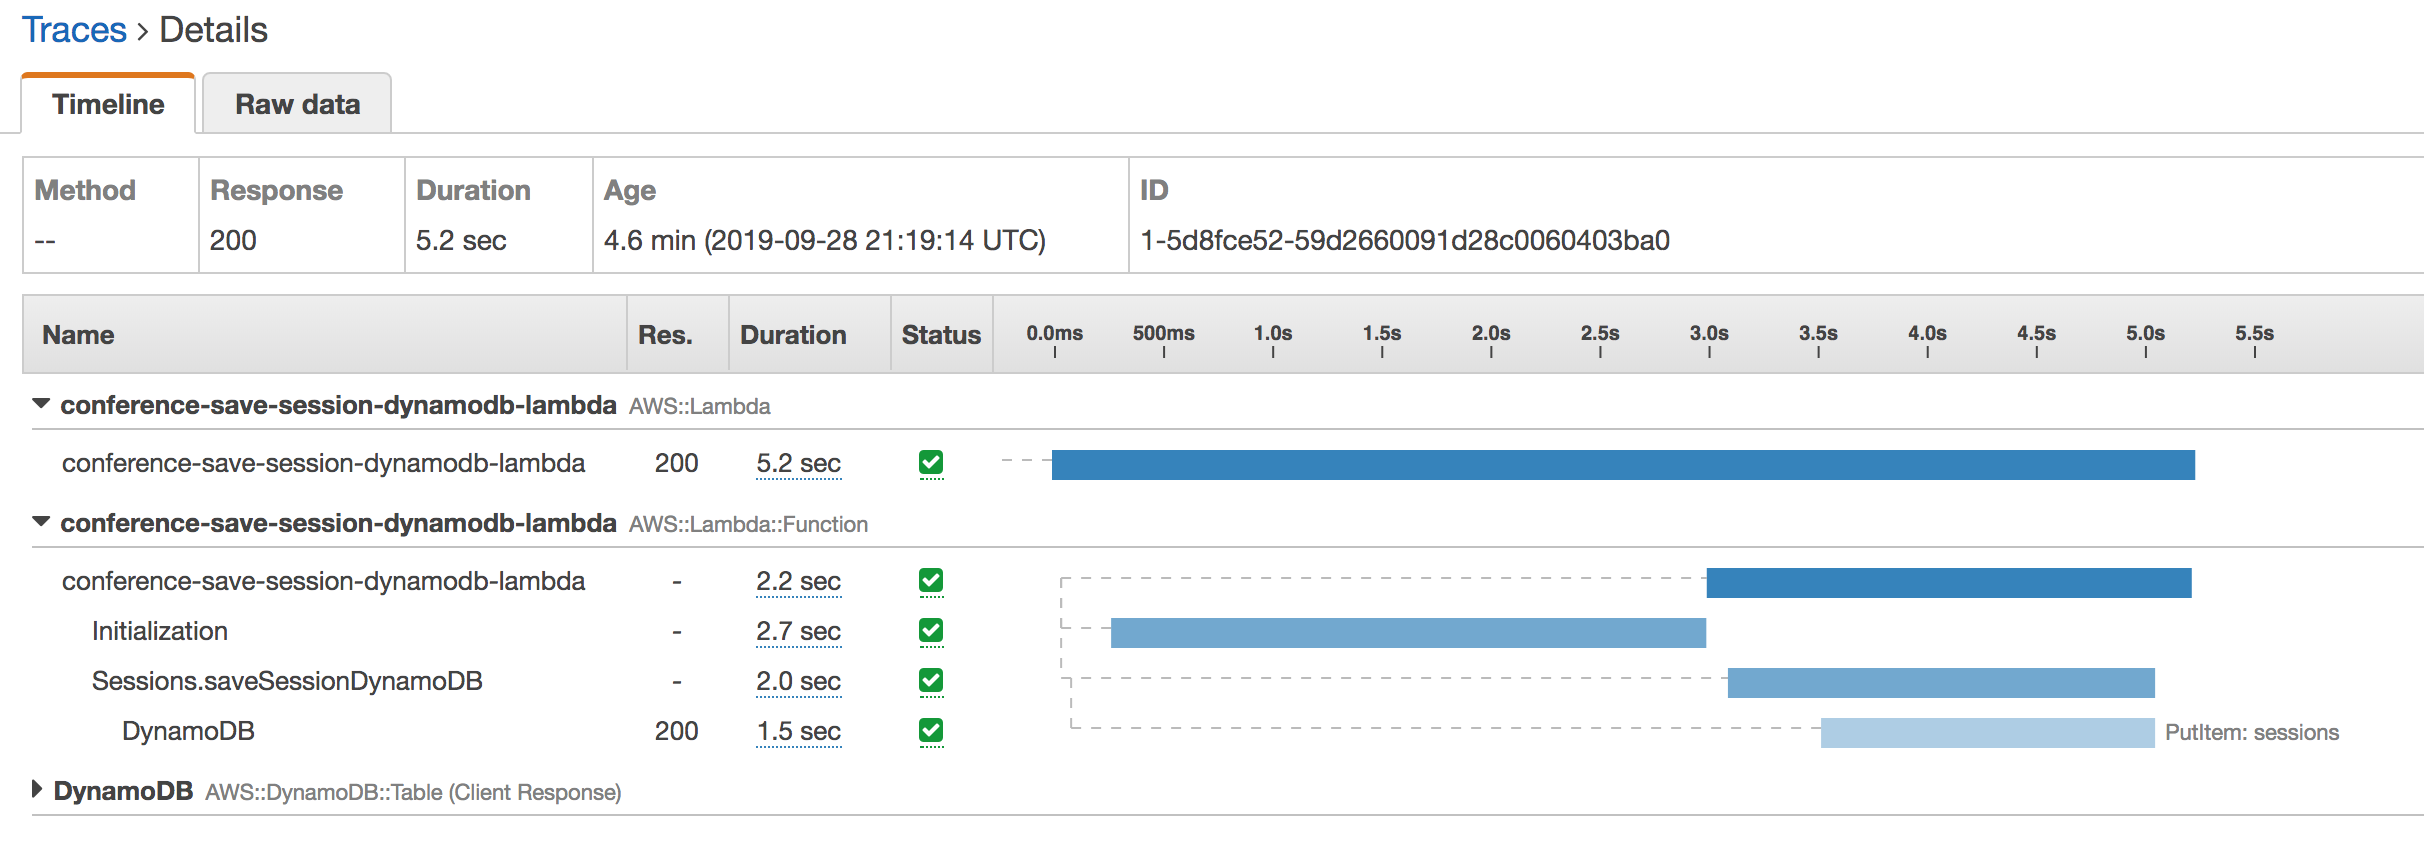 Traces > Details
Timeline Raw data
Method Response Duration Age ID
-- 200 5.2 sec 4.6 min (2019-09-28 21:19:14 UTC) 1-5d8fce52-59d2660091d28c0060403ba0
Name Res. Duration Status 0.0ms 500ms 1.0s 1.5s 2.0s 2.5s 3.0s 3.5s 4.0s 4.5s 5.0s 5.5s
conference-save-session-dynamodb-lambda AWS::Lambda
conference-save-session-dynamodb-lambda 200 5.2 sec
conference-save-session-dynamodb-lambda AWS::Lambda::Function
conference-save-session-dynamodb-lambda - 2.2 sec
Initialization - 2.7 sec
Sessions.saveSessionDynamoDB - 2.0 sec
DynamoDB 200 1.5 sec PutItem: sessions
DynamoDB AWS::DynamoDB::Table (Client Response)